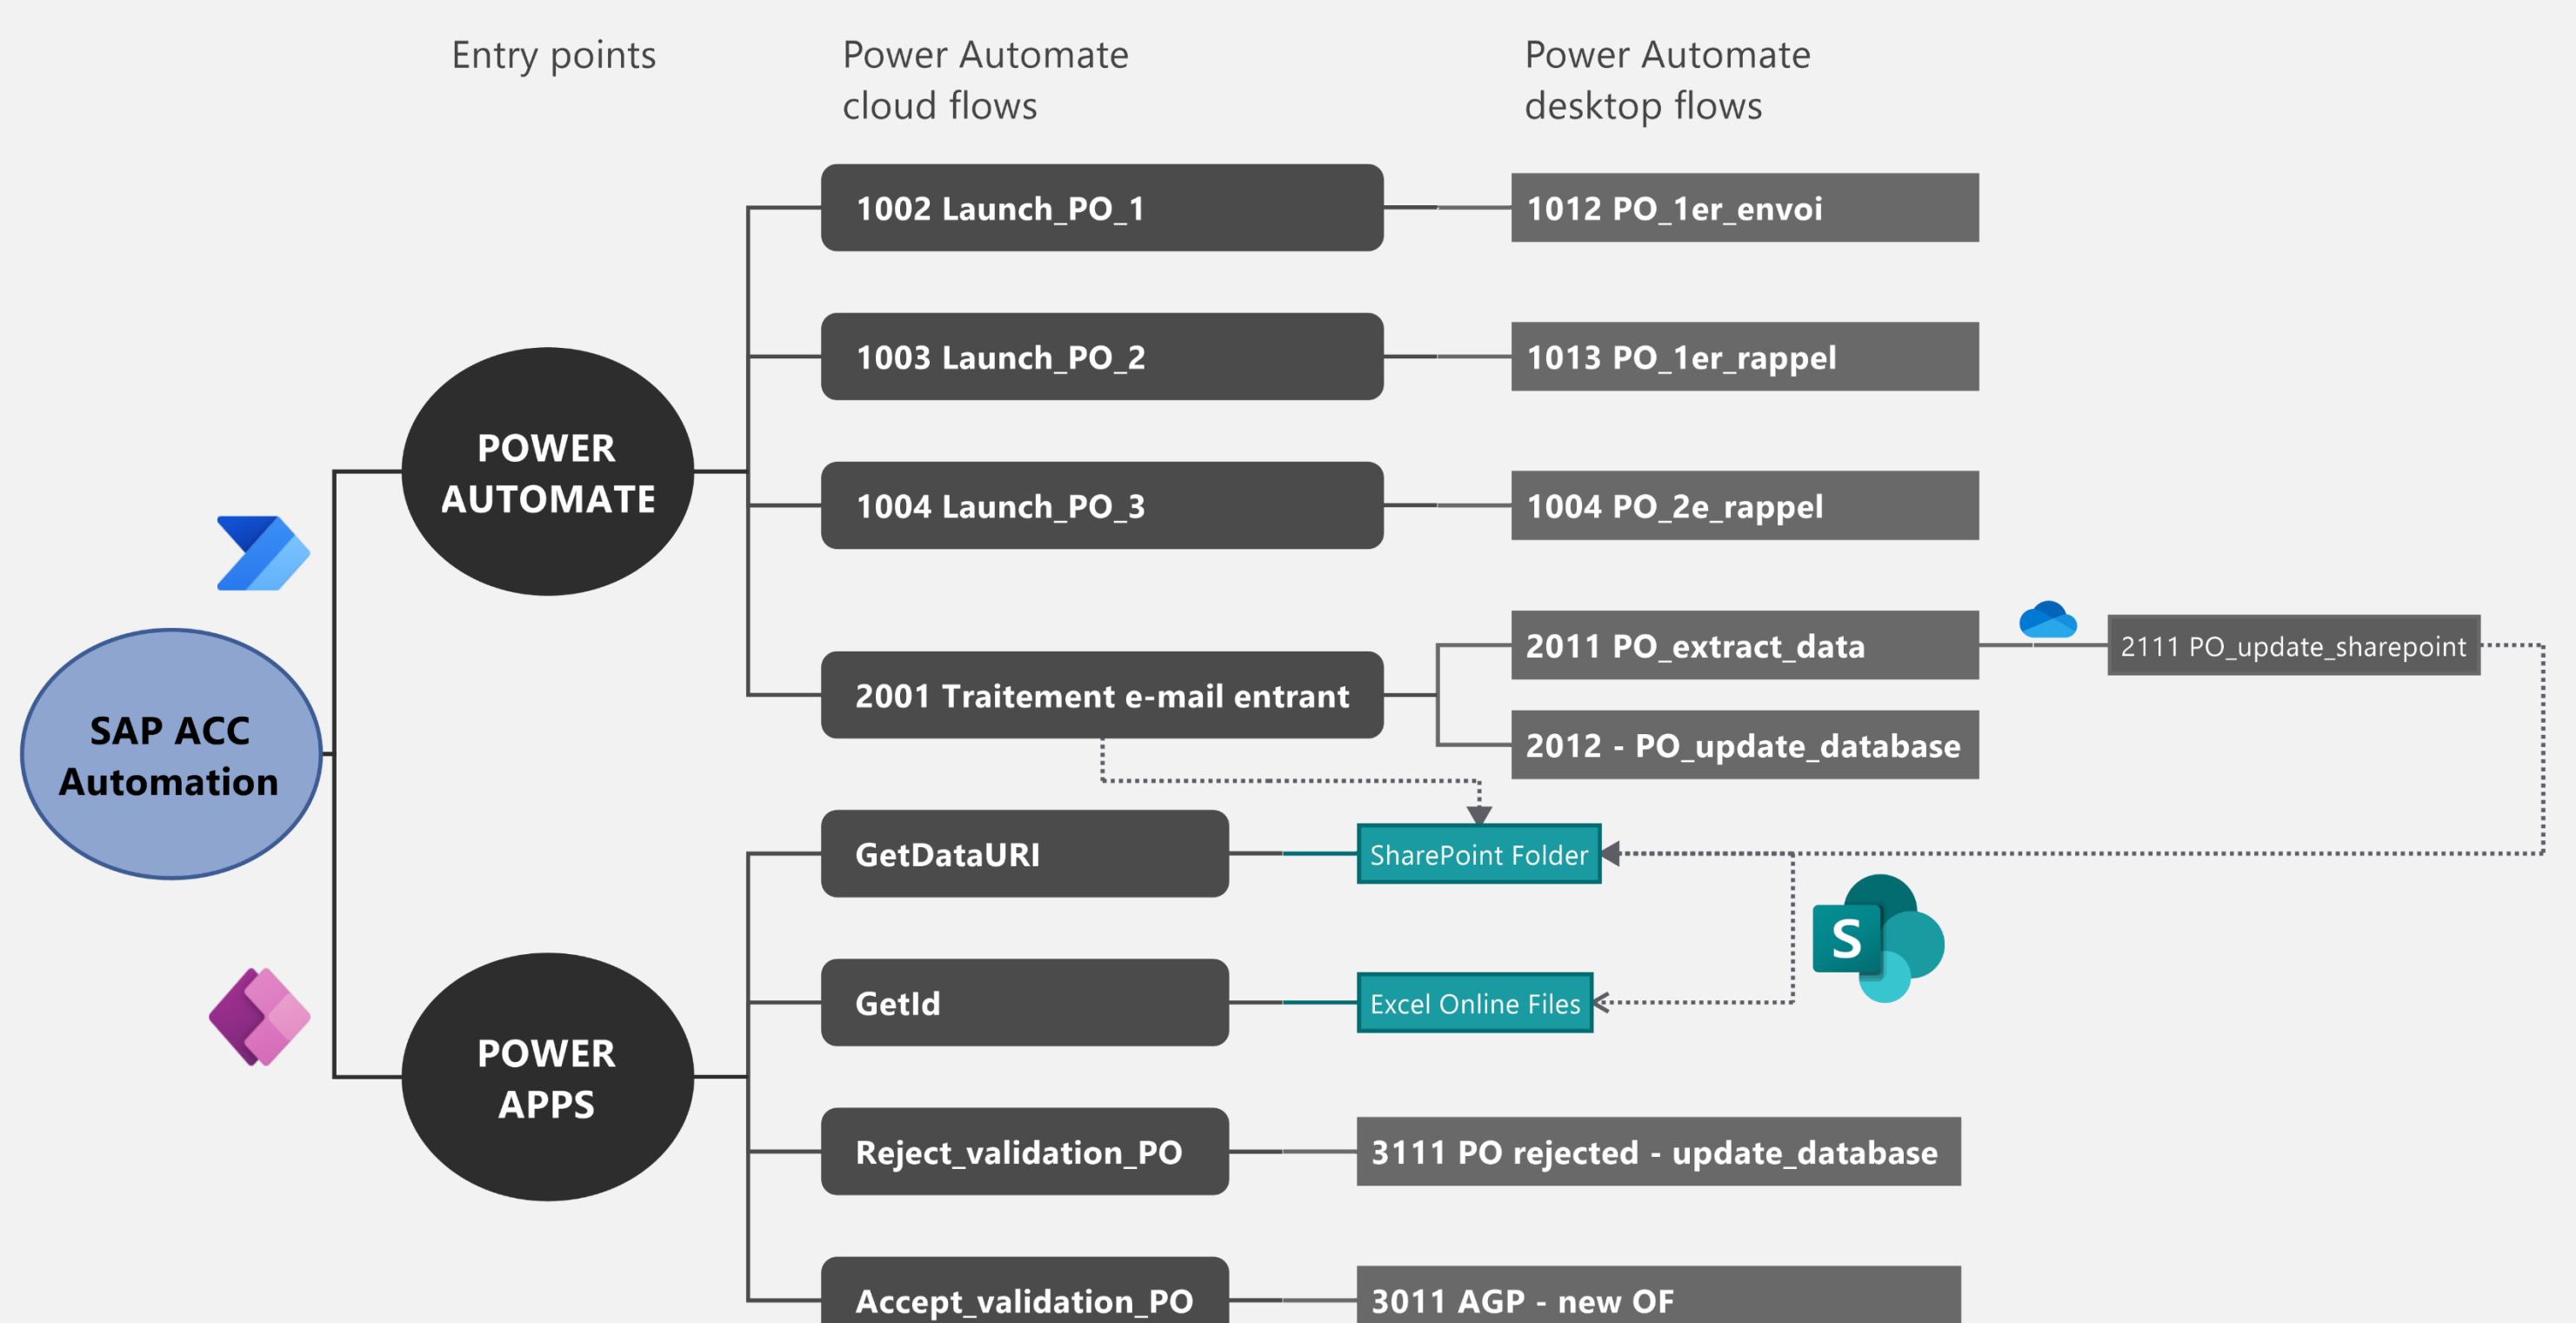 Entry points
Power Automate
cloud flows
Power Automate
desktop flows
1002 Launch_PO_1
1012 PO_1er_envoi
1003 Launch_PO_2
1013 PO_1er_rappel
POWER
AUTOMATE
1004 Launch_PO_3
1004 PO_2e_rappel
2011 PO_extract_data
2111 PO_update_sharepoint
2001 Traitement e-mail entrant
2012 - PO_update_database
SAP ACC
Automation
GetDataURI
SharePoint Folder
S
GetId
Excel Online Files
POWER
APPS
Reject_validation_PO
3111 PO rejected - update_database
Accept_validation_PO
3011 AGP - new OF